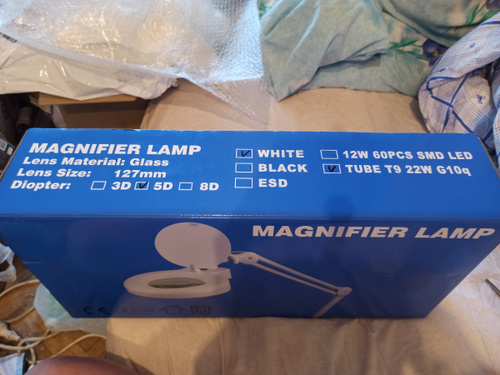 MAGNIFIER LAMP
Lens Material: Glass
Lens Size: 127mm
Diopter: 3D 5D 8D
WHITE
BLACK
ESD
12W 60PCS SMD LED
TUBE T9 22W G10q
MAGNIFIER LAMP
CE